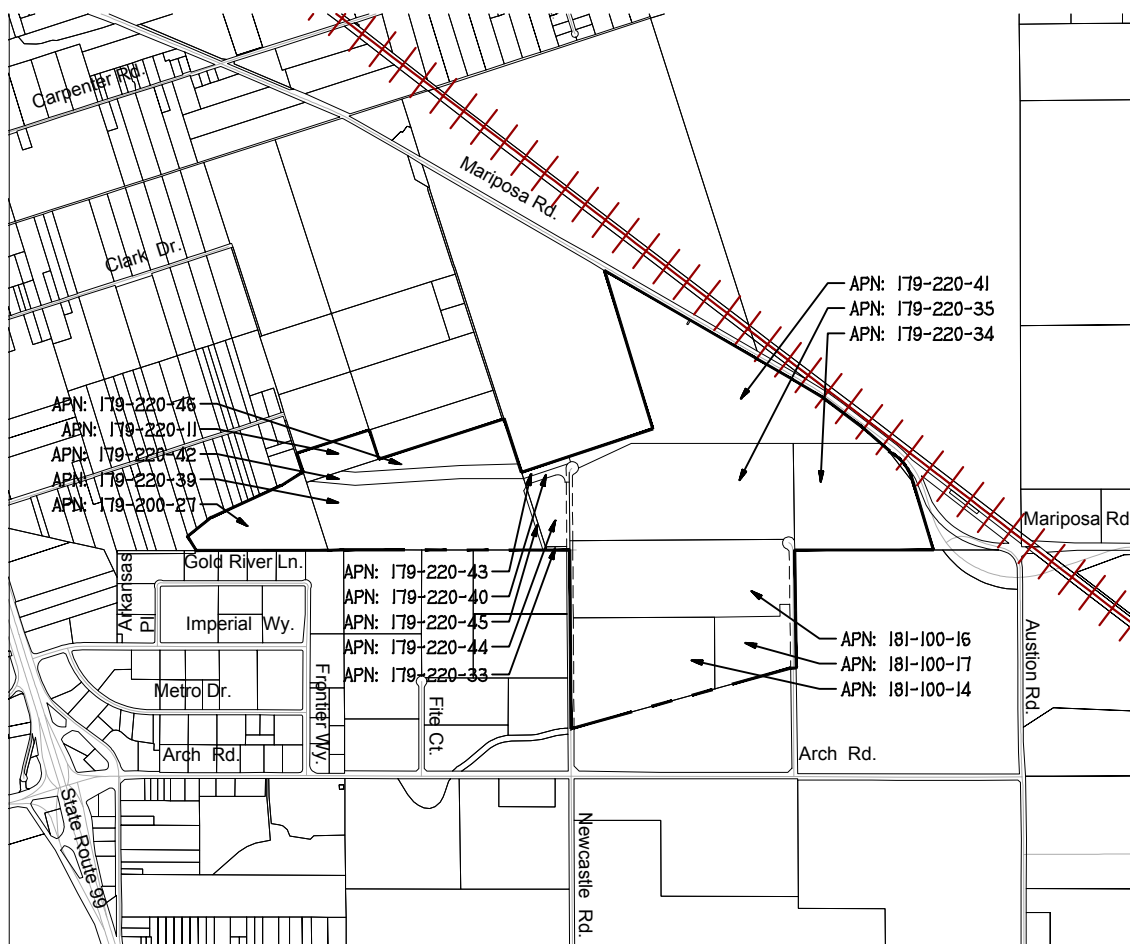 Carpenter Rd.
Mariposa Rd.
Clark Dr.
APN: 179-220-41
APN: 179-220-35
APN: 179-220-34
APN: 179-220-46
APN: 179-220-11
APN: 179-220-42
APN: 179-220-39
APN: 179-200-27
Mariposa Rd
Gold River Ln.
APN: 179-220-43
APN: 179-220-40
APN: 179-220-45
APN: 179-220-44
APN: 179-220-33
Arkansas
Pl
Imperial Wy.
APN: 181-100-16
APN: 181-100-17
APN: 181-100-14
Austion Rd.
Metro Dr.
Frontier Wy.
Fite Ct.
Arch Rd.
Arch Rd.
State Route 99
Newcastle Rd.